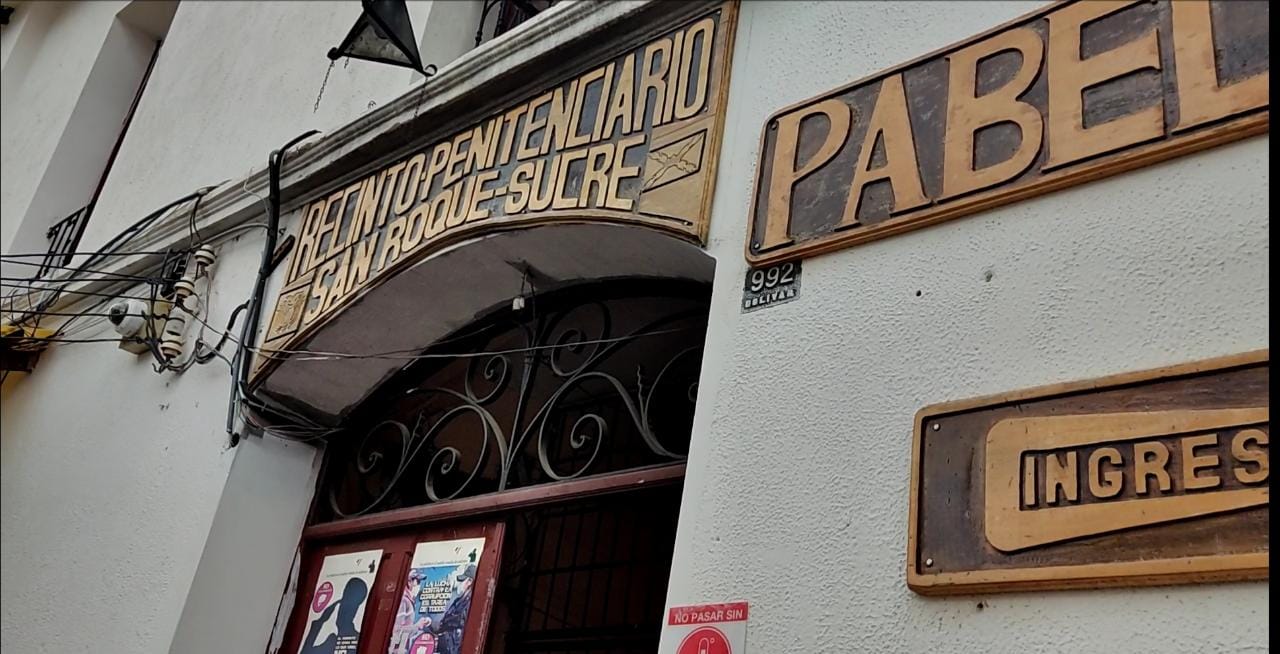 RECINTO-PENITENCIARIO
SAN ROQUE-SUCRE
PABEL
992
BOLIVAR
INGRES
LA LUCHA
CONTRA LA
CORRUPCIÓN
ES TAREA
DE TODOS
NO PASAR SIN